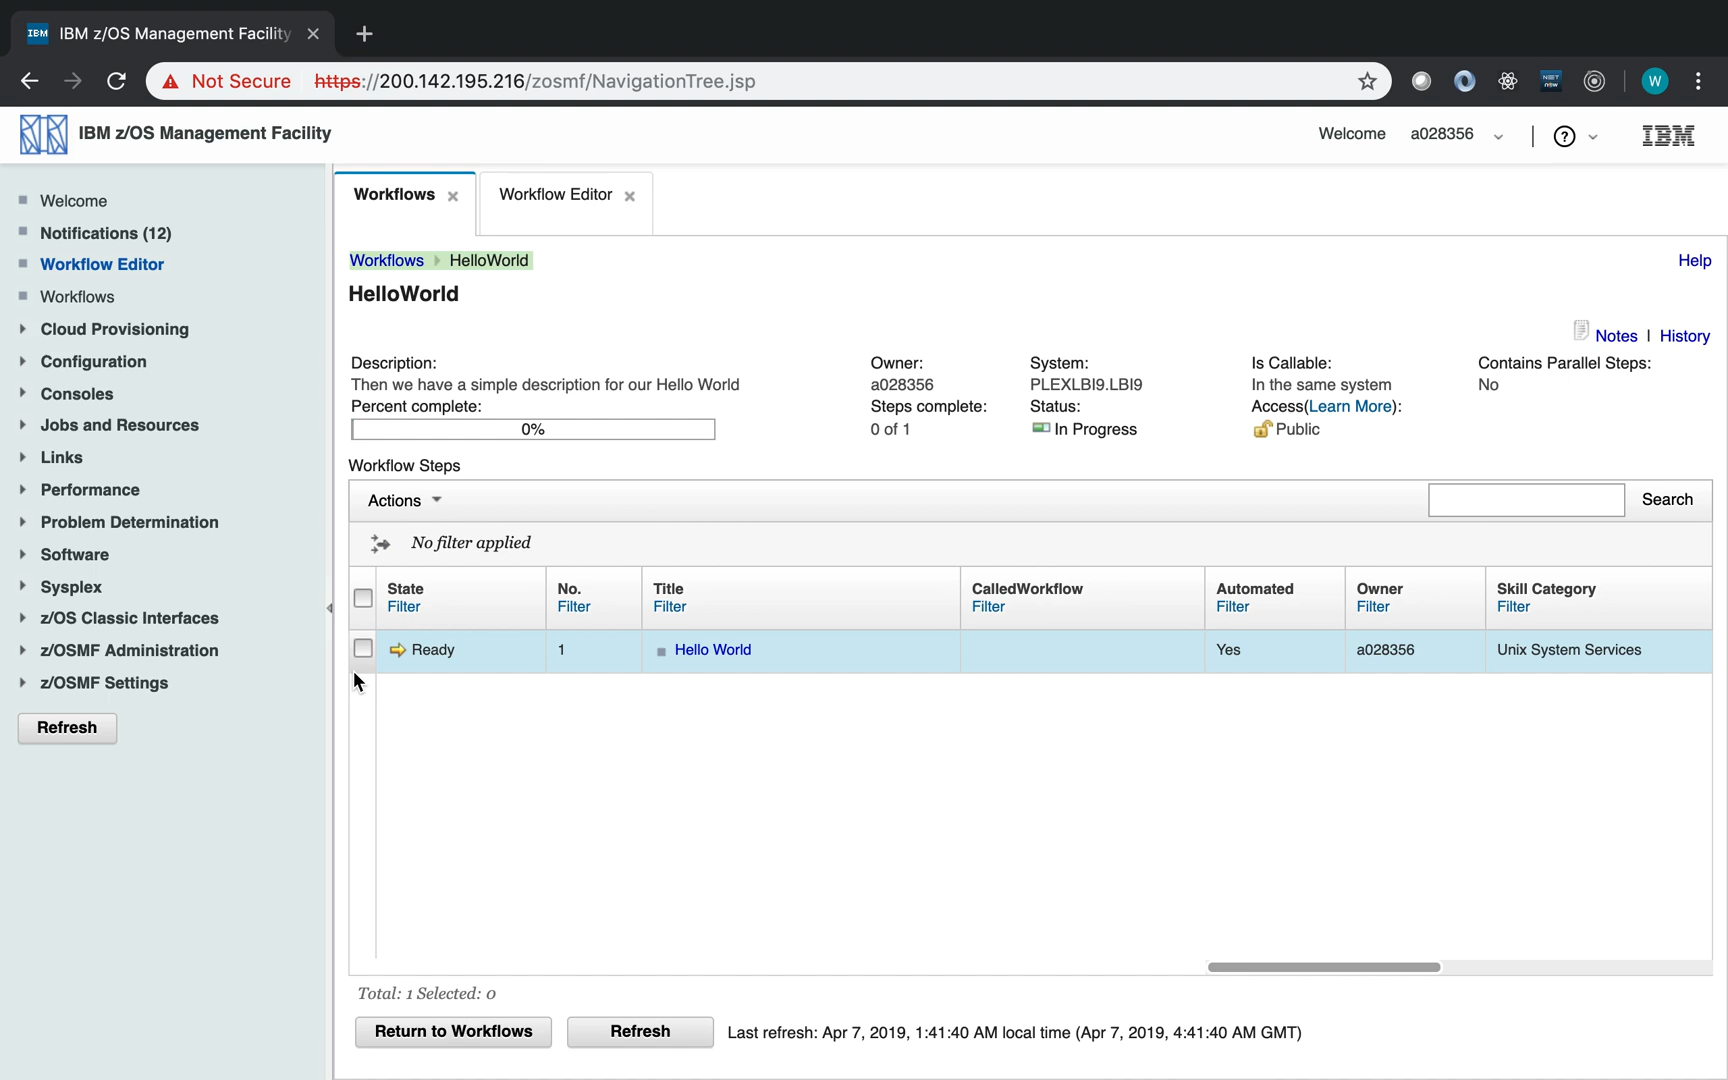 IBM IBM z/OS Management Facility
Not Secure https://200.142.195.216/zosmf/NavigationTree.jsp
NET now
W
IBM z/OS Management Facility
Welcome a028356 ? IBM
Welcome
Notifications (12)
Workflow Editor
Workflows
Cloud Provisioning
Configuration
Consoles
Jobs and Resources
Links
Performance
Problem Determination
Software
Sysplex
z/OS Classic Interfaces
z/OSMF Administration
z/OSMF Settings
Refresh
Workflows Workflow Editor
Workflows HelloWorld Help
HelloWorld
Notes | History
Description: Owner: System: Is Callable: Contains Parallel Steps:
Then we have a simple description for our Hello World a028356 PLEXLBI9.LBI9 In the same system No
Percent complete: Steps complete: Status: Access(Learn More):
0% 0 of 1 In Progress Public
Workflow Steps
Actions Search
No filter applied
State No. Title CalledWorkflow Automated Owner Skill Category
Filter Filter Filter Filter Filter Filter Filter
Ready 1 Hello World Yes a028356 Unix System Services
Total: 1 Selected: 0
Return to Workflows Refresh Last refresh: Apr 7, 2019, 1:41:40 AM local time (Apr 7, 2019, 4:41:40 AM GMT)